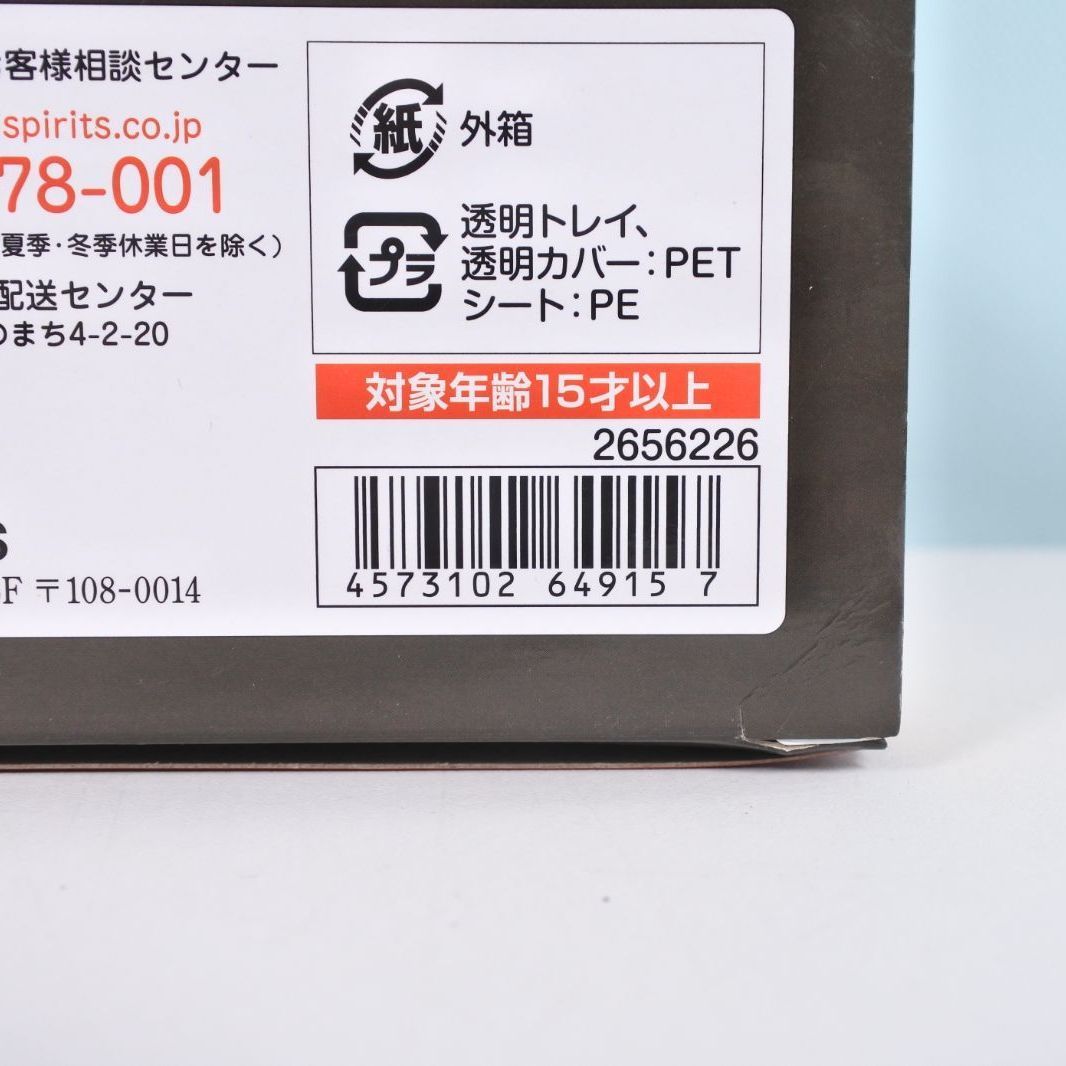 客様相談センター
spirits.co.jp
78-001
夏季・冬季休業日を除く）
配送センター
のまち4-2-20
S
F 〒108-0014
紙 外箱
プラ
透明トレイ、
透明カバー：PET
シート：PE
対象年齢15才以上
2656226
4573102 64915 7